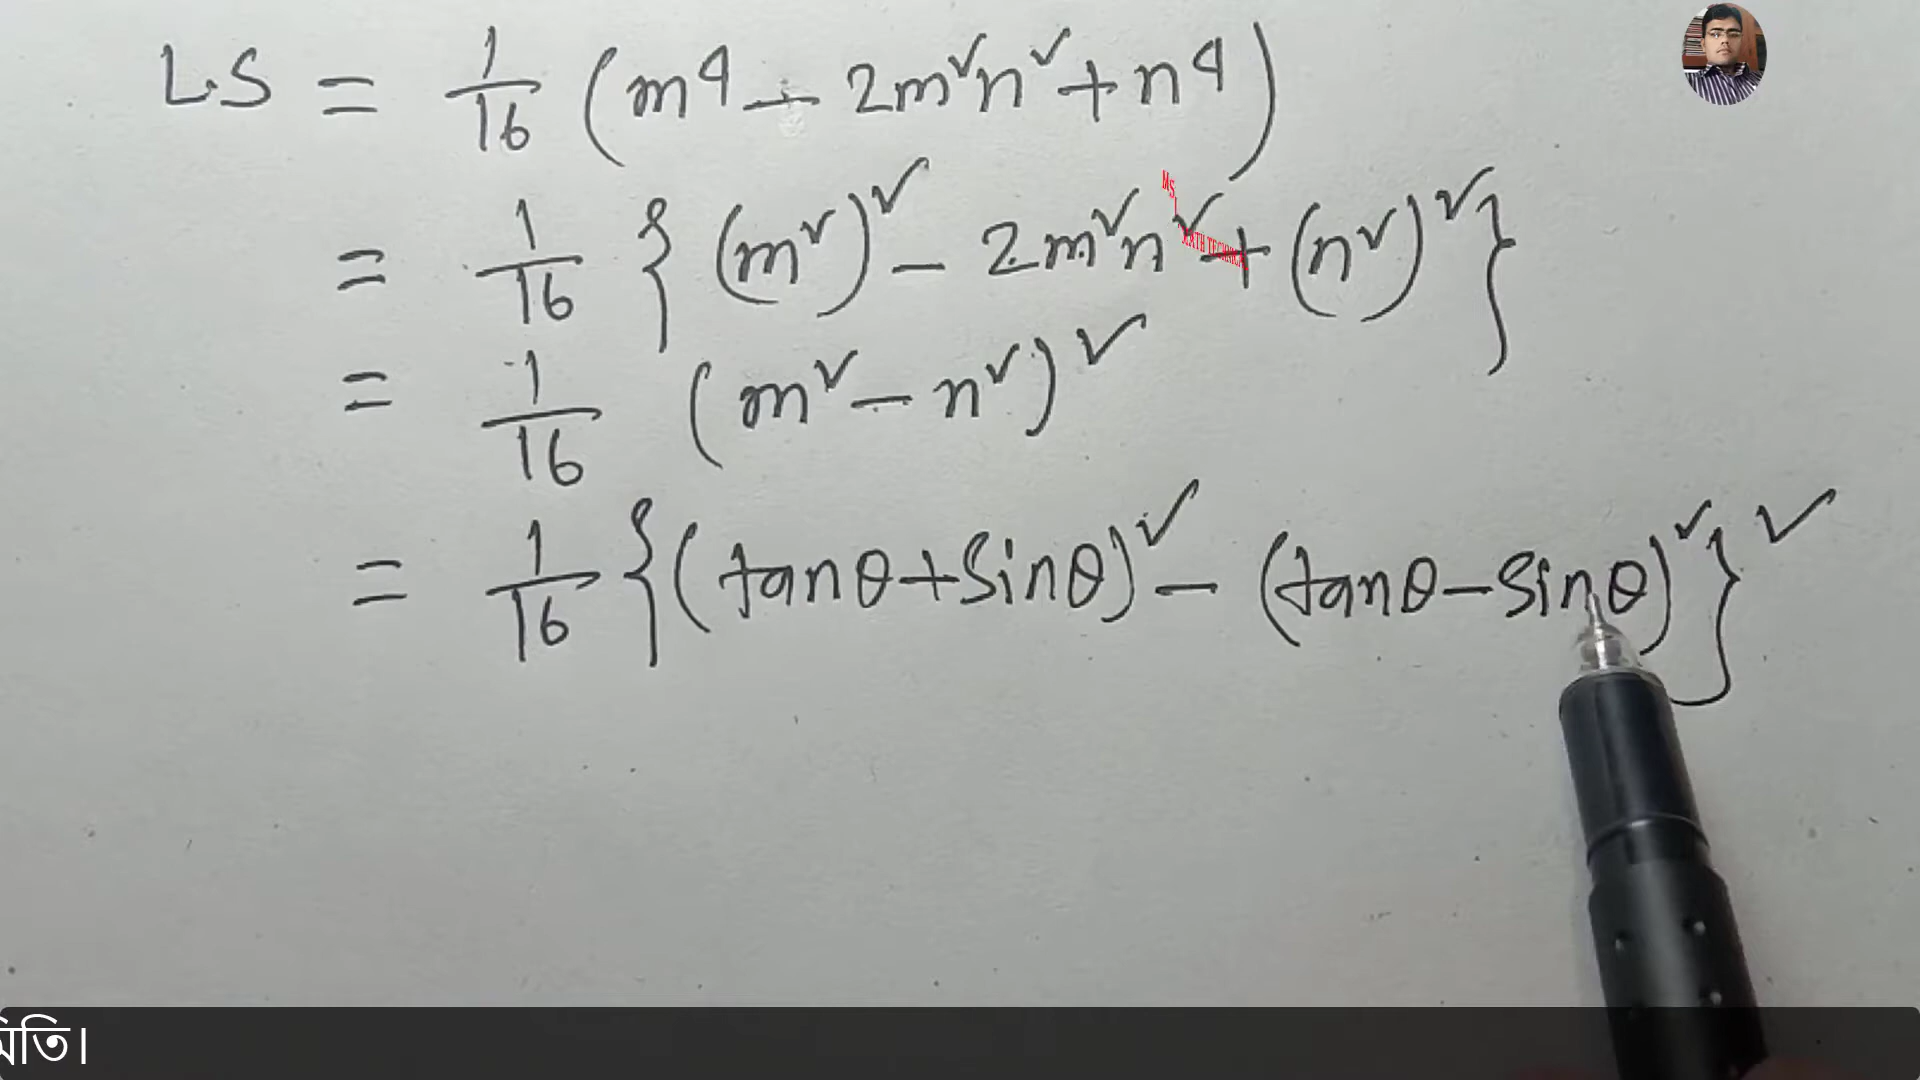 LS = 1/16 (m⁴ - 2m²n² + n⁴)
= 1/16 { (m²)² - 2m²n² + (n²)² }
= 1/16 (m² - n²)²
= 1/16 {(tanθ+sinθ)² - (tanθ-sinθ)²}²